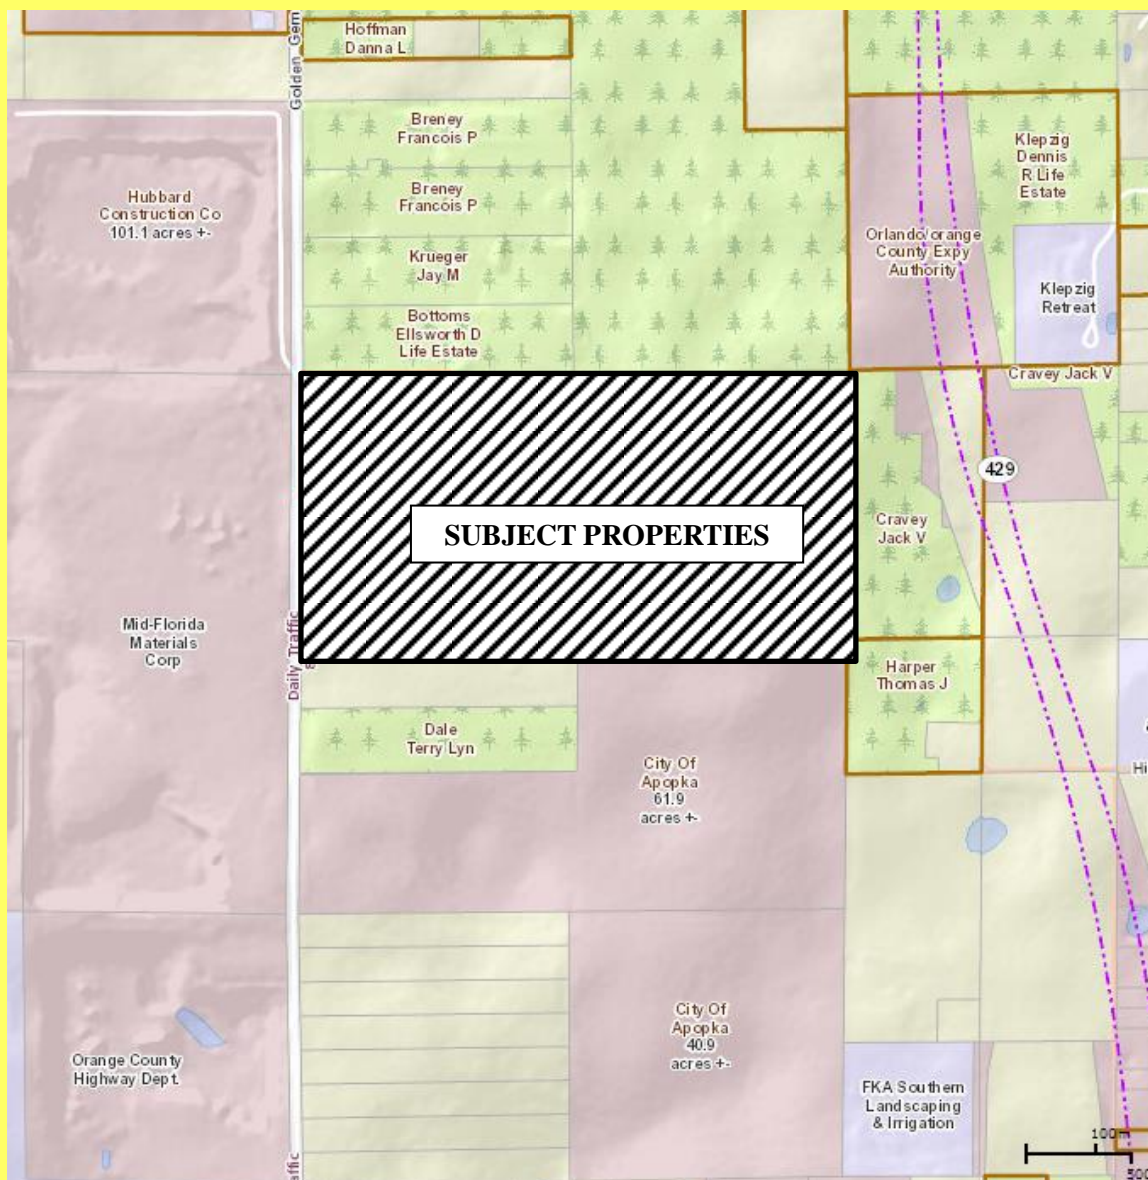 Golden Gem
Hoffman
Danna L
Breney
Francois P
Breney
Francois P
Krueger
Jay M
Bottoms
Ellsworth D
Life Estate
Hubbard
Construction Co
101.1 acres +-
Klepzig
Dennis
R Life
Estate
Orlando/orange
County Expy
Authority
Klepzig
Retreat
Cravey Jack V
429
SUBJECT PROPERTIES
Cravey
Jack V
Mid-Florida
Materials
Corp
Daily Traffic
Harper
Thomas J
Dale
Terry Lyn
City Of
Apopka
61.9
acres +-
Hi
City Of
Apopka
40.9
acres +-
Orange County
Highway Dept.
FKA Southern
Landscaping
& Irrigation
100m